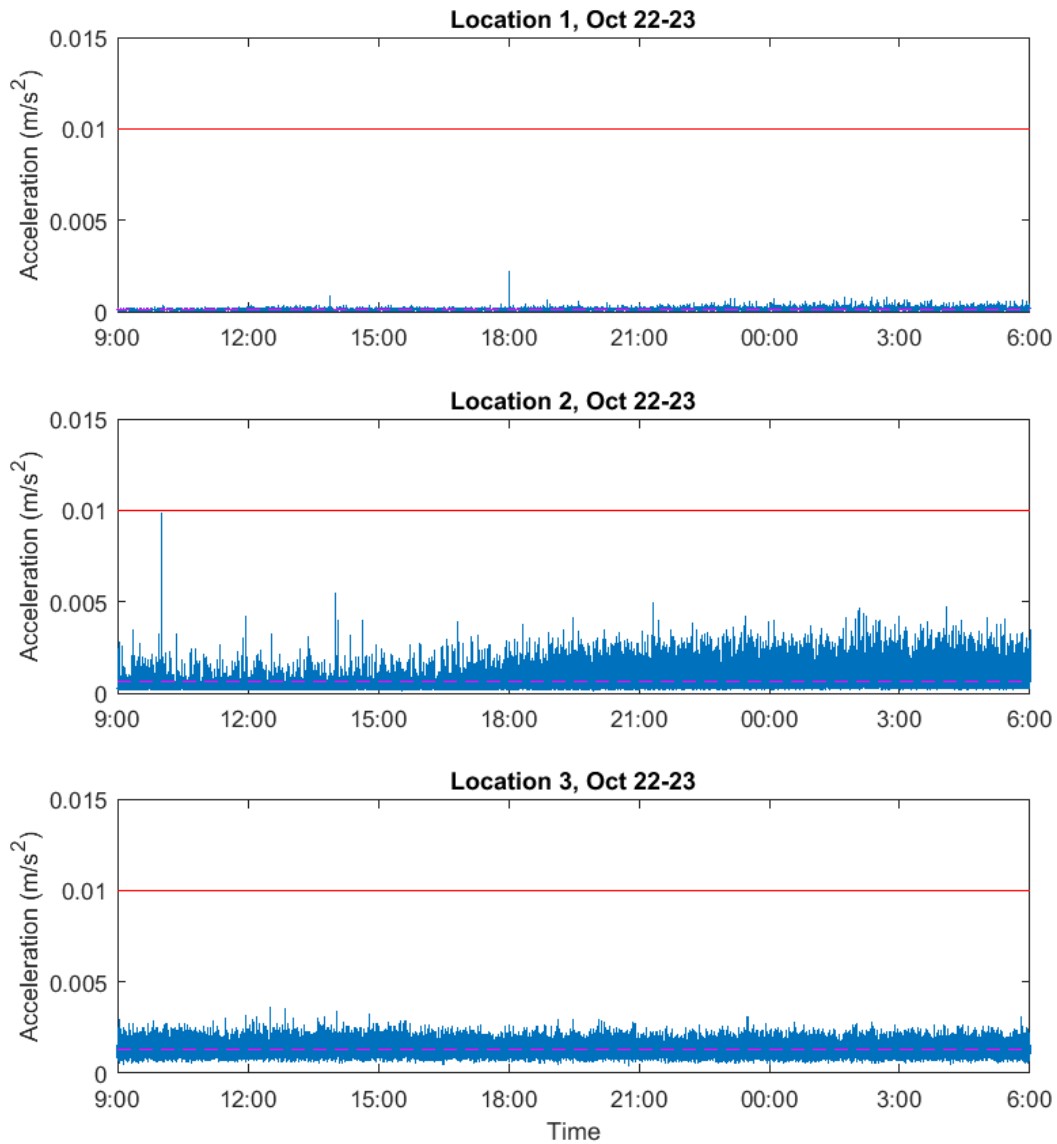 Location 1, Oct 22-23
Acceleration (m/s²)
0.015
0.01
0.005
0
9:00 12:00 15:00 18:00 21:00 00:00 3:00 6:00
Location 2, Oct 22-23
Acceleration (m/s²)
0.015
0.01
0.005
0
9:00 12:00 15:00 18:00 21:00 00:00 3:00 6:00
Location 3, Oct 22-23
Acceleration (m/s²)
0.015
0.01
0.005
0
9:00 12:00 15:00 18:00 21:00 00:00 3:00 6:00
Time